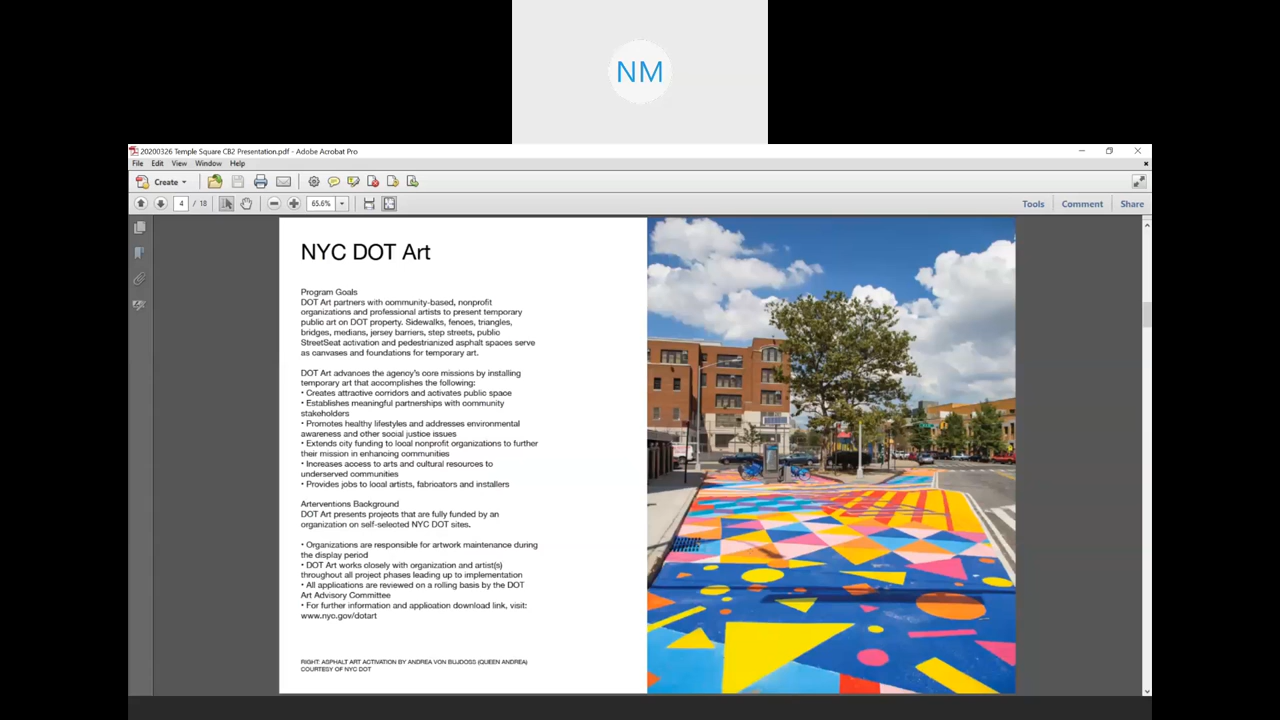 NM
20200326 Temple Square CB2 Presentation.pdf - Adobe Acrobat Pro
File Edit View Window Help
Create
4 / 18 65.6% Tools Comment Share
NYC DOT Art
Program Goals
DOT Art partners with community-based, nonprofit
organizations and professional artists to present temporary
public art on DOT property. Sidewalks, fences, triangles,
bridges, medians, jersey barriers, step streets, public
StreetSeat activation and pedestrianized asphalt spaces serve
as canvases and foundations for temporary art.
DOT Art advances the agency's core missions by installing
temporary art that accomplishes the following:
• Creates attractive corridors and activates public space
• Establishes meaningful partnerships with community
stakeholders
• Promotes healthy lifestyles and addresses environmental
awareness and other social justice issues
• Extends city funding to local nonprofit organizations to further
their mission in enhancing communities
• Increases access to arts and cultural resources to
underserved communities
• Provides jobs to local artists, fabricators and installers
Arterventions Background
DOT Art presents projects that are fully funded by an
organization on self-selected NYC DOT sites.
• Organizations are responsible for artwork maintenance during
the display period
• DOT Art works closely with organization and artist(s)
throughout all project phases leading up to implementation
• All applications are reviewed on a rolling basis by the DOT
Art Advisory Committee
• For further information and application download link, visit:
www.nyc.gov/dotart
RIGHT: ASPHALT ART ACTIVATION BY ANDREA VON BUJDOSS (QUEEN ANDREA)
COURTESY OF NYC DOT